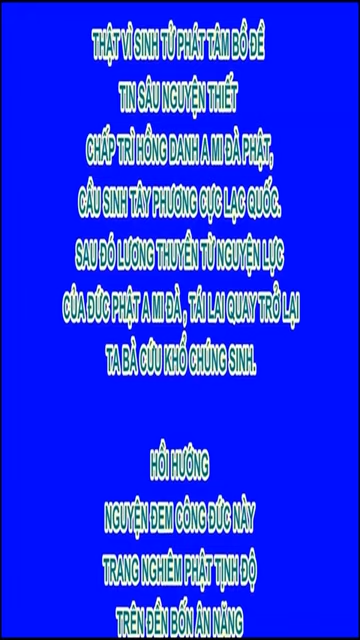 THẬT VÌ SINH TỬ PHÁT TÂM BỒ ĐỀ
TIN SÂU NGUYỆN THIẾT
CHẤP TRÌ HỒNG DANH A MI ĐÀ PHẬT,
CẦU SINH TÂY PHƯƠNG CỰC LẠC QUỐC.
SAU ĐÓ LƯƠNG THUYỀN TỪ NGUYỆN LỰC
CỦA ĐỨC PHẬT A MI ĐÀ , TÁI LAI QUAY TRỞ LẠI
TA BÀ CỨU KHỔ CHÚNG SINH.
HỒI HƯỚNG
NGUYỆN ĐEM CÔNG ĐỨC NÀY
TRANG NGHIÊM PHẬT TỊNH ĐỘ
TRÊN ĐỀN BỐN ÂN NĂNG